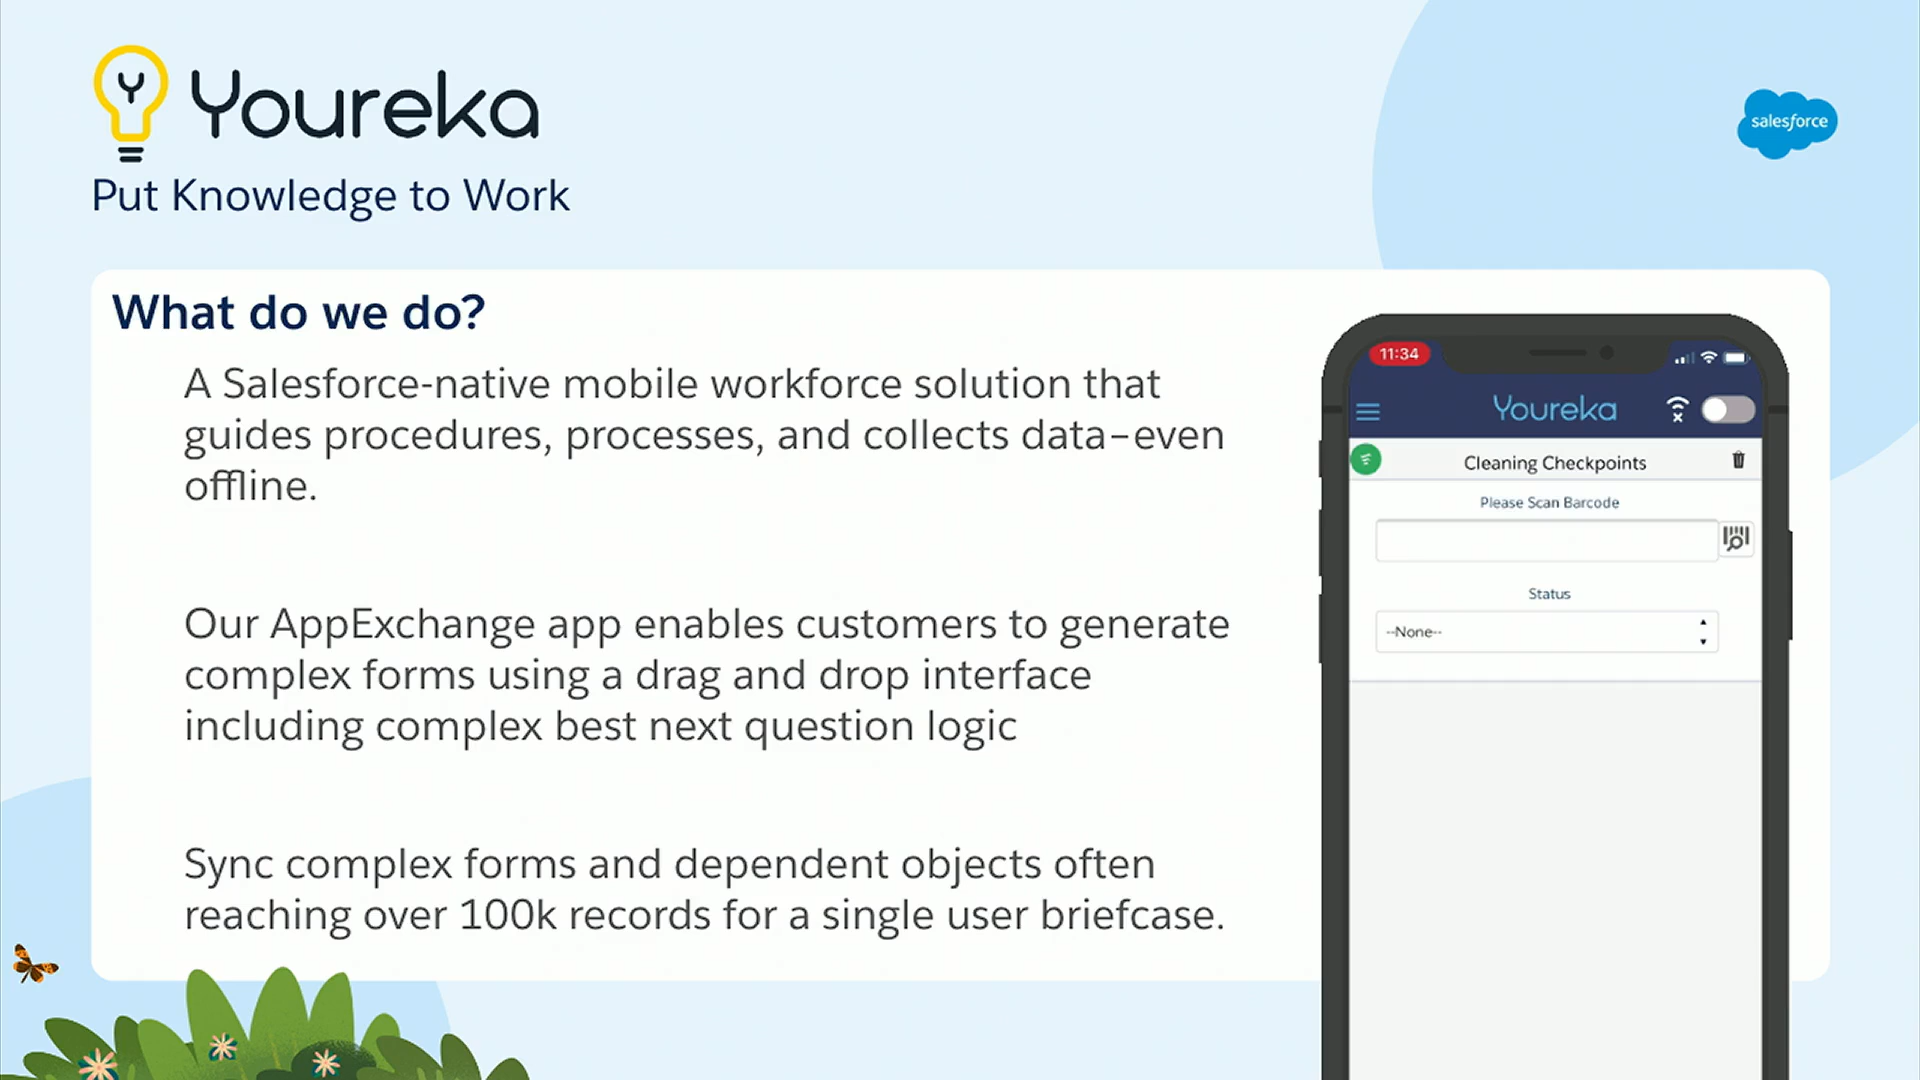 Youreka
salesforce
Put Knowledge to Work
What do we do?
A Salesforce-native mobile workforce solution that
guides procedures, processes, and collects data–even
offline.
Our AppExchange app enables customers to generate
complex forms using a drag and drop interface
including complex best next question logic
Sync complex forms and dependent objects often
reaching over 100k records for a single user briefcase.
11:34
Youreka
Cleaning Checkpoints
Please Scan Barcode
Status
--None--